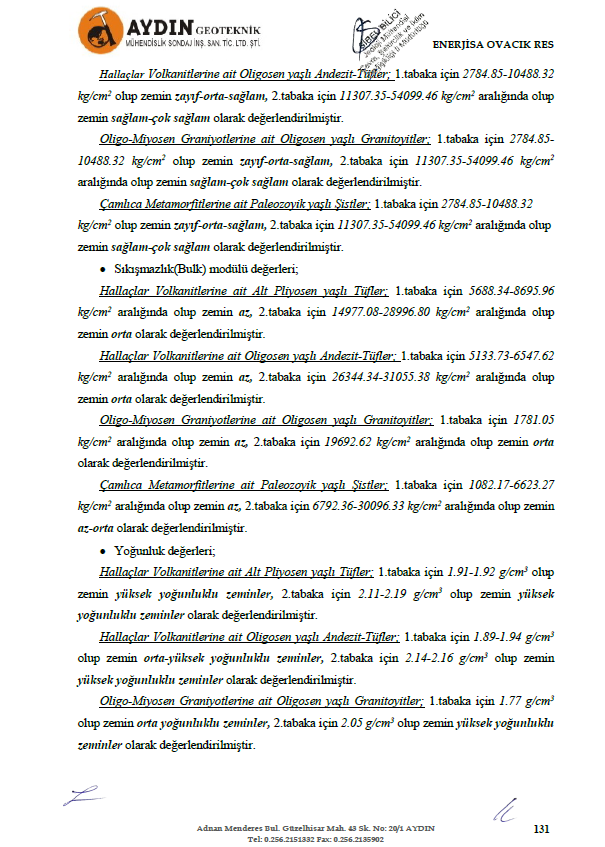 AYDIN GEOTEKNİK
MÜHENDİSLİK SONDAJ İNŞ. SAN. TİC. LTD. ŞTİ.
SIREN BİLİCİ
Jeoloji Mühendisi
ENERJİSA OVACIK RES
Hallaçlar Volkanitlerine ait Oligosen yaşlı Andezit-Tüfler; 1.tabaka için 2784.85-10488.32
kg/cm² olup zemin zayıf-orta-sağlam, 2.tabaka için 11307.35-54099.46 kg/cm² aralığında olup
zemin sağlam-çok sağlam olarak değerlendirilmiştir.
Oligo-Miyosen Graniyotlerine ait Oligosen yaşlı Granitoyitler; 1.tabaka için 2784.85-
10488.32 kg/cm² olup zemin zayıf-orta-sağlam, 2.tabaka için 11307.35-54099.46 kg/cm²
aralığında olup zemin sağlam-çok sağlam olarak değerlendirilmiştir.
Çamlıca Metamorfitlerine ait Paleozoyik yaşlı Şistler; 1.tabaka için 2784.85-10488.32
kg/cm² olup zemin zayıf-orta-sağlam, 2.tabaka için 11307.35-54099.46 kg/cm² aralığında olup
zemin sağlam-çok sağlam olarak değerlendirilmiştir.
• Sıkışmazlık(Bulk) modülü değerleri;
Hallaçlar Volkanitlerine ait Alt Pliyosen yaşlı Tüfler; 1.tabaka için 5688.34-8695.96
kg/cm² aralığında olup zemin az, 2.tabaka için 14977.08-28996.80 kg/cm² aralığında olup
zemin orta olarak değerlendirilmiştir.
Hallaçlar Volkanitlerine ait Oligosen yaşlı Andezit-Tüfler; 1.tabaka için 5133.73-6547.62
kg/cm² aralığında olup zemin az, 2.tabaka için 26344.34-31055.38 kg/cm² aralığında olup
zemin orta olarak değerlendirilmiştir.
Oligo-Miyosen Graniyotlerine ait Oligosen yaşlı Granitoyitler; 1.tabaka için 1781.05
kg/cm² aralığında olup zemin az, 2.tabaka için 19692.62 kg/cm² aralığında olup zemin orta
olarak değerlendirilmiştir.
Çamlıca Metamorfitlerine ait Paleozoyik yaşlı Şistler; 1.tabaka için 1082.17-6623.27
kg/cm² aralığında olup zemin az, 2.tabaka için 6792.36-30096.33 kg/cm² aralığında olup zemin
az-orta olarak değerlendirilmiştir.
• Yoğunluk değerleri;
Hallaçlar Volkanitlerine ait Alt Pliyosen yaşlı Tüfler; 1.tabaka için 1.91-1.92 g/cm³ olup
zemin yüksek yoğunluklu zeminler, 2.tabaka için 2.11-2.19 g/cm³ olup zemin yüksek
yoğunluklu zeminler olarak değerlendirilmiştir.
Hallaçlar Volkanitlerine ait Oligosen yaşlı Andezit-Tüfler; 1.tabaka için 1.89-1.94 g/cm³
olup zemin orta-yüksek yoğunluklu zeminler, 2.tabaka için 2.14-2.16 g/cm³ olup zemin
yüksek yoğunluklu zeminler olarak değerlendirilmiştir.
Oligo-Miyosen Graniyotlerine ait Oligosen yaşlı Granitoyitler; 1.tabaka için 1.77 g/cm³
olup zemin orta yoğunluklu zeminler, 2.tabaka için 2.05 g/cm³ olup zemin yüksek yoğunluklu
zeminler olarak değerlendirilmiştir.
Adnan Menderes Bul. Güzelhisar Mah. 43 Sk. No: 20/1 AYDIN
Tel: 0.256.2151332 Fax: 0.256.2135902
131